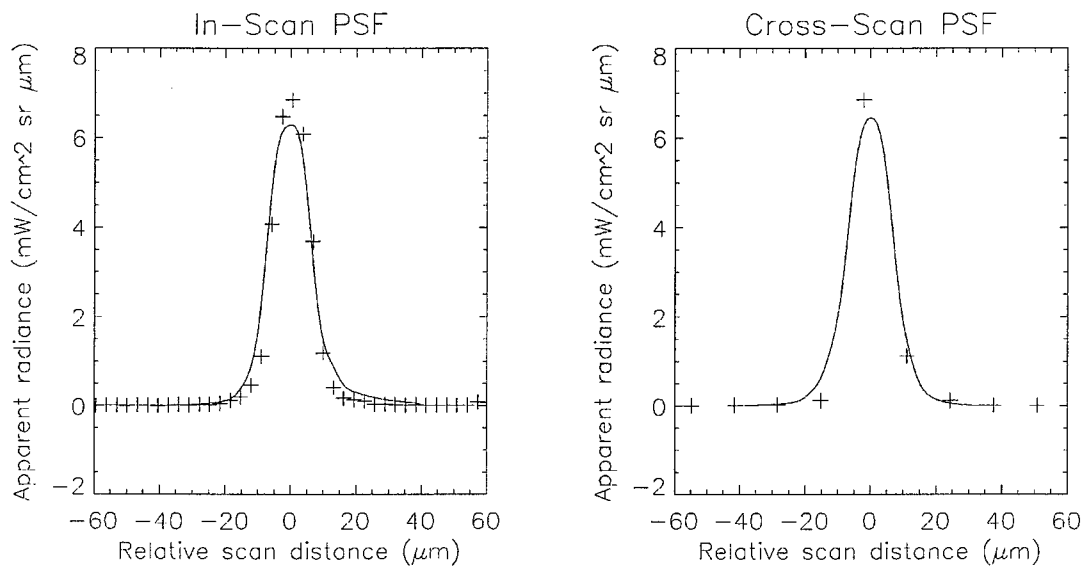 In-Scan PSF
Apparent radiance (mW/cm^2 sr μm)
8
6
4
2
0
-2
-60 -40 -20 0 20 40 60
Relative scan distance (μm)
Cross-Scan PSF
Apparent radiance (mW/cm^2 sr μm)
8
6
4
2
0
-2
-60 -40 -20 0 20 40 60
Relative scan distance (μm)